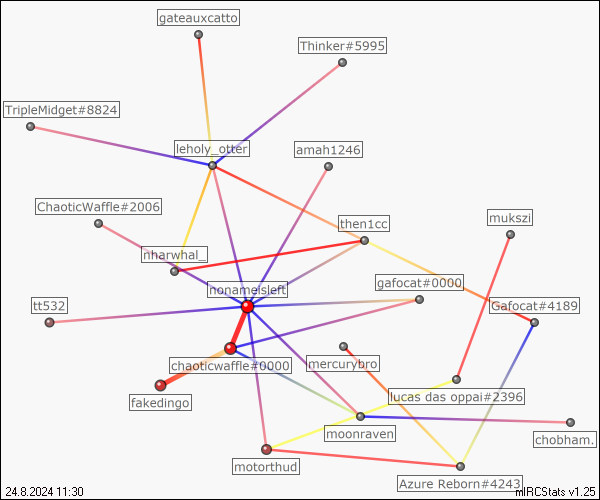 gateauxcatto
Thinker#5995
TripleMidget#8824
leholy_otter
amah1246
ChaoticWaffle#2006
then1cc
mukszi
nharwhal_
nonameisleft
gafocat#0000
tt532
Gafocat#4189
chaoticwaffle#0000
mercurybro
fakedingo
lucas das oppai#2396
moonraven
chobham.
motorthud
Azure Reborn#4243
24.8.2024 11:30
mIRCStats v1.25